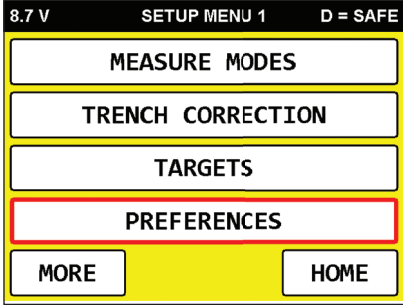 8.7 V SETUP MENU 1 D = SAFE
MEASURE MODES
TRENCH CORRECTION
TARGETS
PREFERENCES
MORE HOME